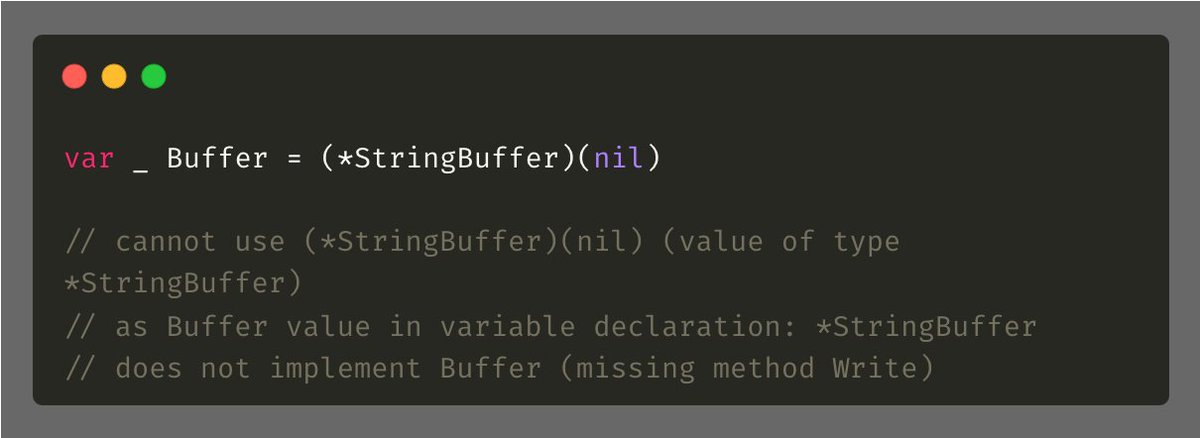 var _ Buffer = (*StringBuffer)(nil)
// cannot use (*StringBuffer)(nil) (value of type
*StringBuffer)
// as Buffer value in variable declaration: *StringBuffer
// does not implement Buffer (missing method Write)